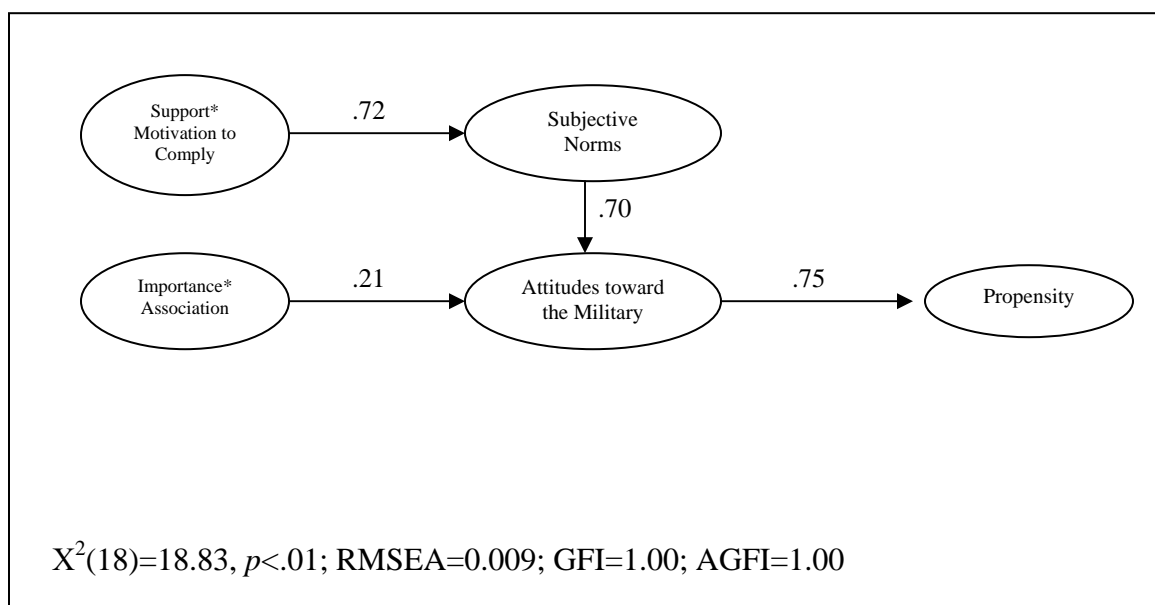 Support*
Motivation to
Comply
.72
Subjective
Norms
.70
Importance*
Association
.21
Attitudes toward
the Military
.75
Propensity
X²(18)=18.83, p<.01; RMSEA=0.009; GFI=1.00; AGFI=1.00